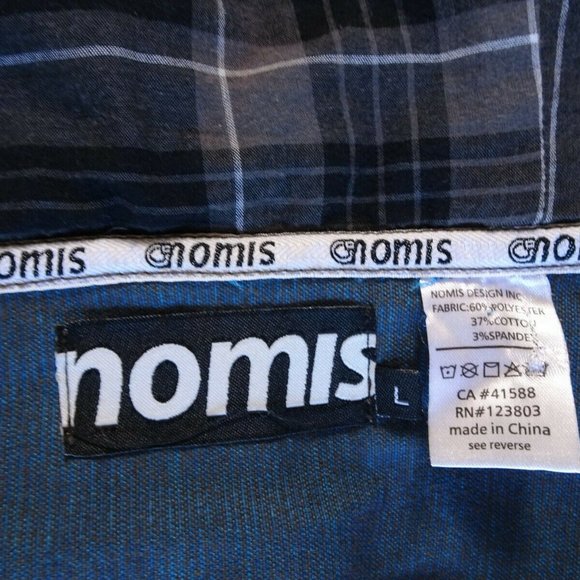 nomis nomis nomis nomis
nomis
L
NOMIS DESIGN INC
FABRIC:60% POLYESTER
37%COTTON
3%SPANDEX
CA #41588
RN#123803
made in China
see reverse